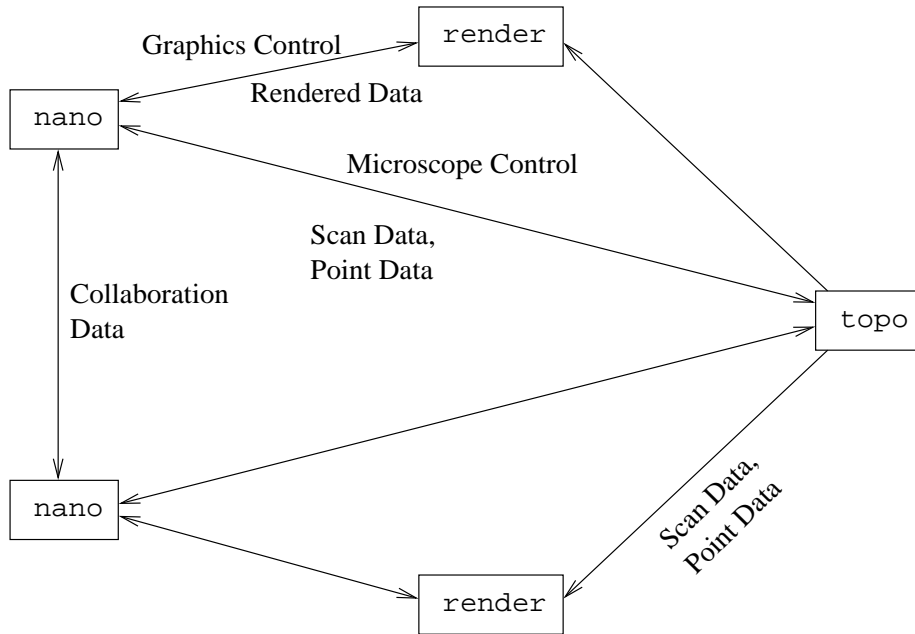 render
Graphics Control
Rendered Data
nano
Microscope Control
Scan Data,
Point Data
Collaboration
Data
topo
nano
Scan Data,
Point Data
render